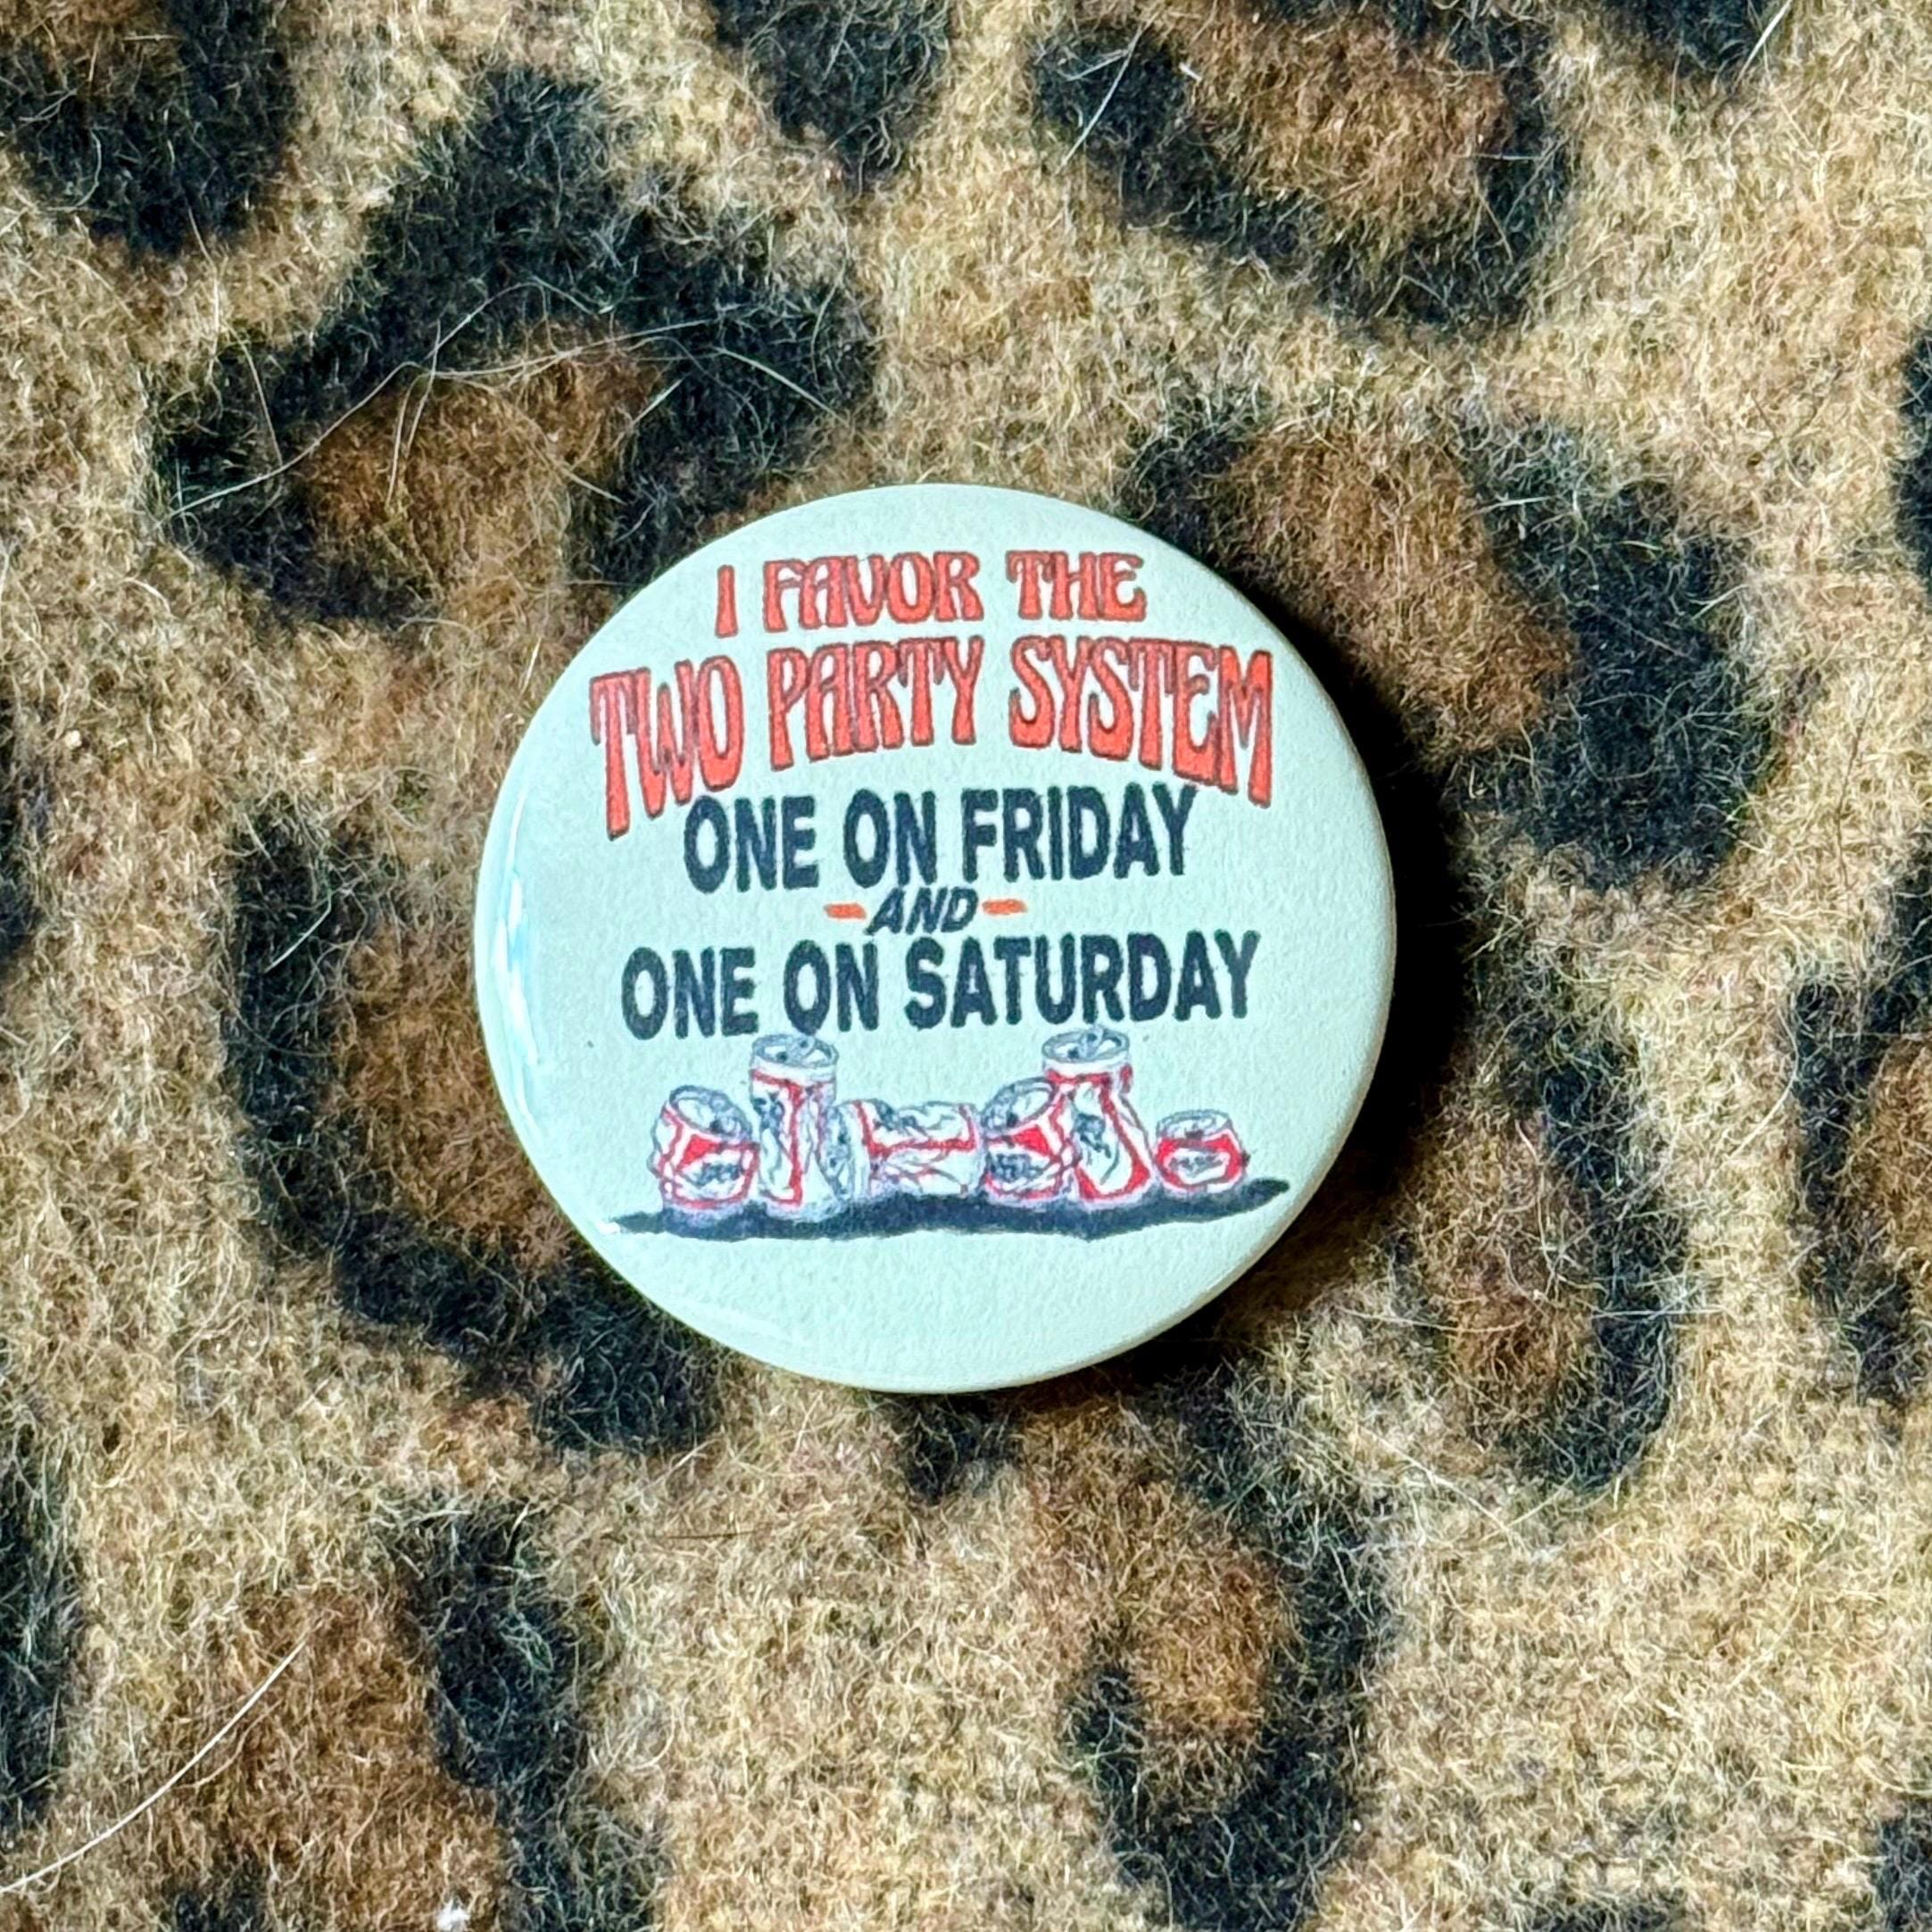 I FAVOR THE
TWO PARTY SYSTEM
ONE ON FRIDAY
-AND-
ONE ON SATURDAY